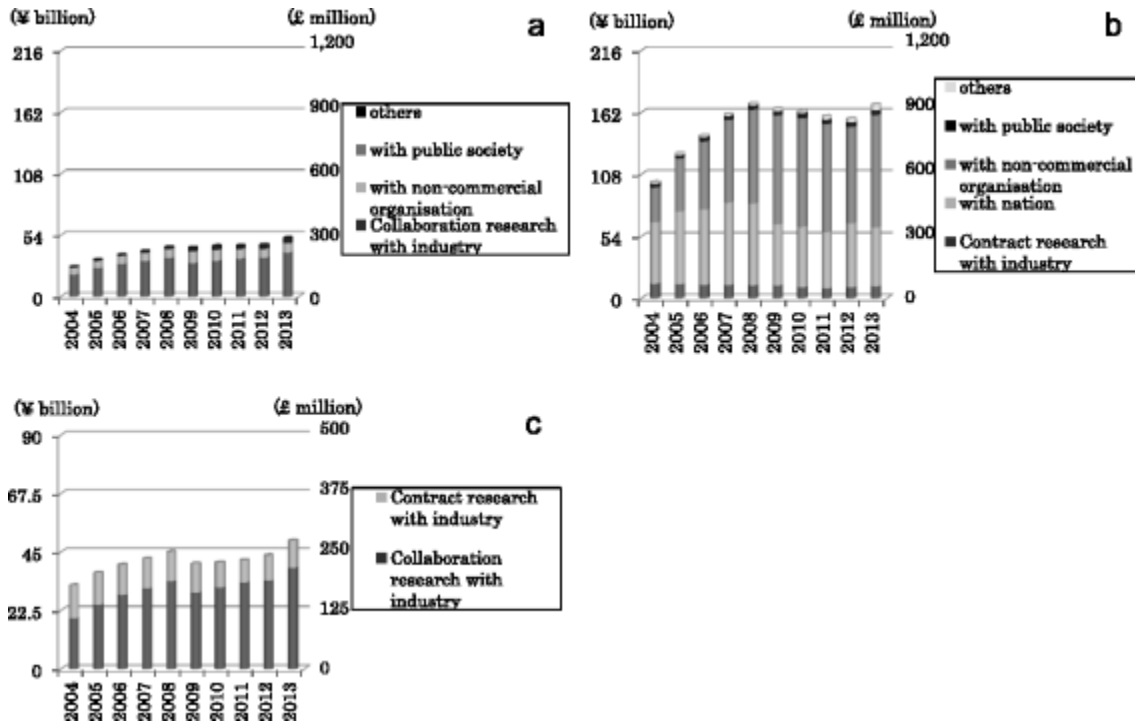 (¥ billion)
(£ million)
a
1,200
216
162
108
54
0
900
600
300
0
others
with public society
with non-commercial
organisation
Collaboration research
with industry
2004
2005
2006
2007
2008
2009
2010
2011
2012
2013
(¥ billion)
(£ million)
b
1,200
216
162
108
54
0
900
600
300
0
others
with public society
with non-commercial
organisation
with nation
Contract research
with industry
2004
2005
2006
2007
2008
2009
2010
2011
2012
2013
(¥ billion)
(£ million)
c
500
90
67.5
45
22.5
0
375
250
125
0
Contract research
with industry
Collaboration
research with
industry
2004
2005
2006
2007
2008
2009
2010
2011
2012
2013